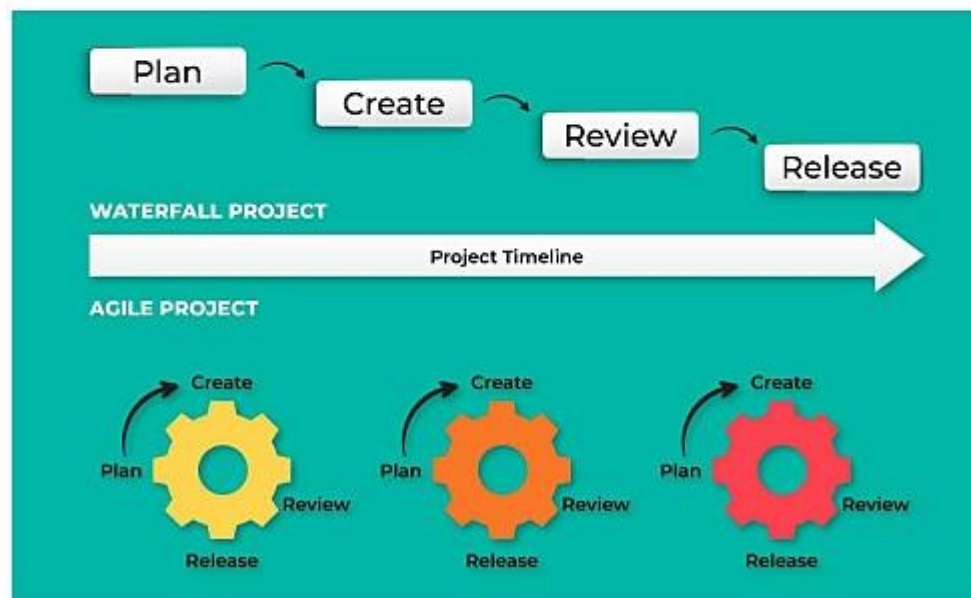 Plan
Create
Review
Release
WATERFALL PROJECT
Project Timeline
AGILE PROJECT
Create
Plan
Review
Release
Create
Plan
Review
Release
Create
Plan
Review
Release